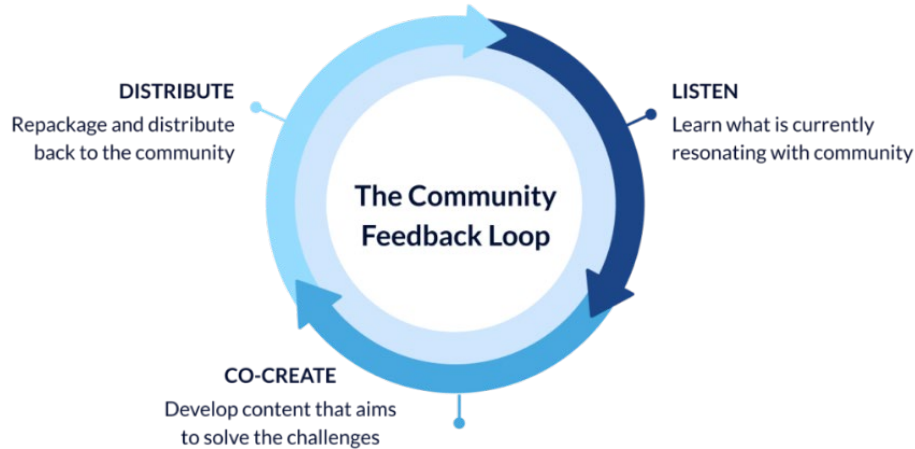 DISTRIBUTE
Repackage and distribute
back to the community
LISTEN
Learn what is currently
resonating with community
The Community
Feedback Loop
CO-CREATE
Develop content that aims
to solve the challenges